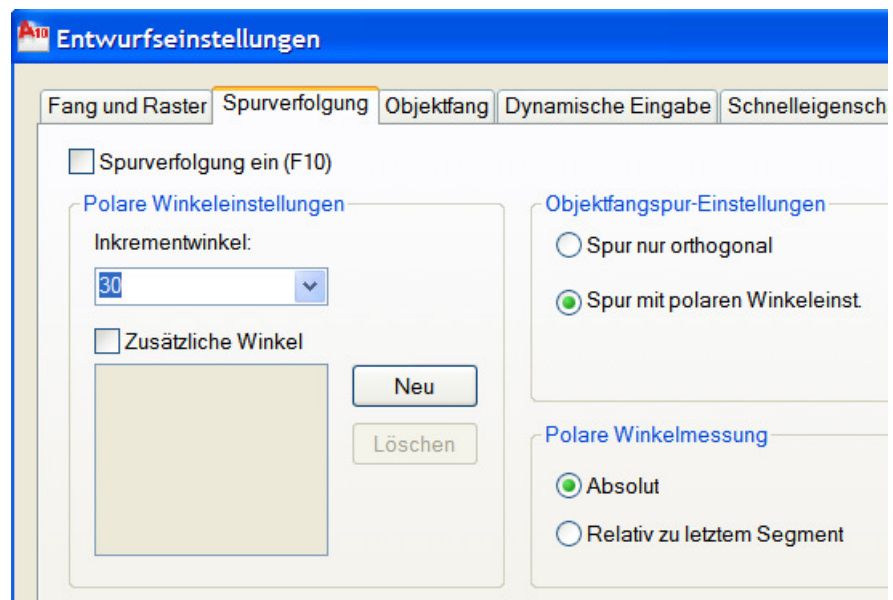 A10 Entwurfseinstellungen
Fang und Raster Spurverfolgung Objektfang Dynamische Eingabe Schnelleigensch
Spurverfolgung ein (F10)
Polare Winkeleinstellungen
Inkrementwinkel:
30
Zusätzliche Winkel
Neu
Löschen
Objektfangspur-Einstellungen
Spur nur orthogonal
Spur mit polaren Winkeleinst.
Polare Winkelmessung
Absolut
Relativ zu letztem Segment